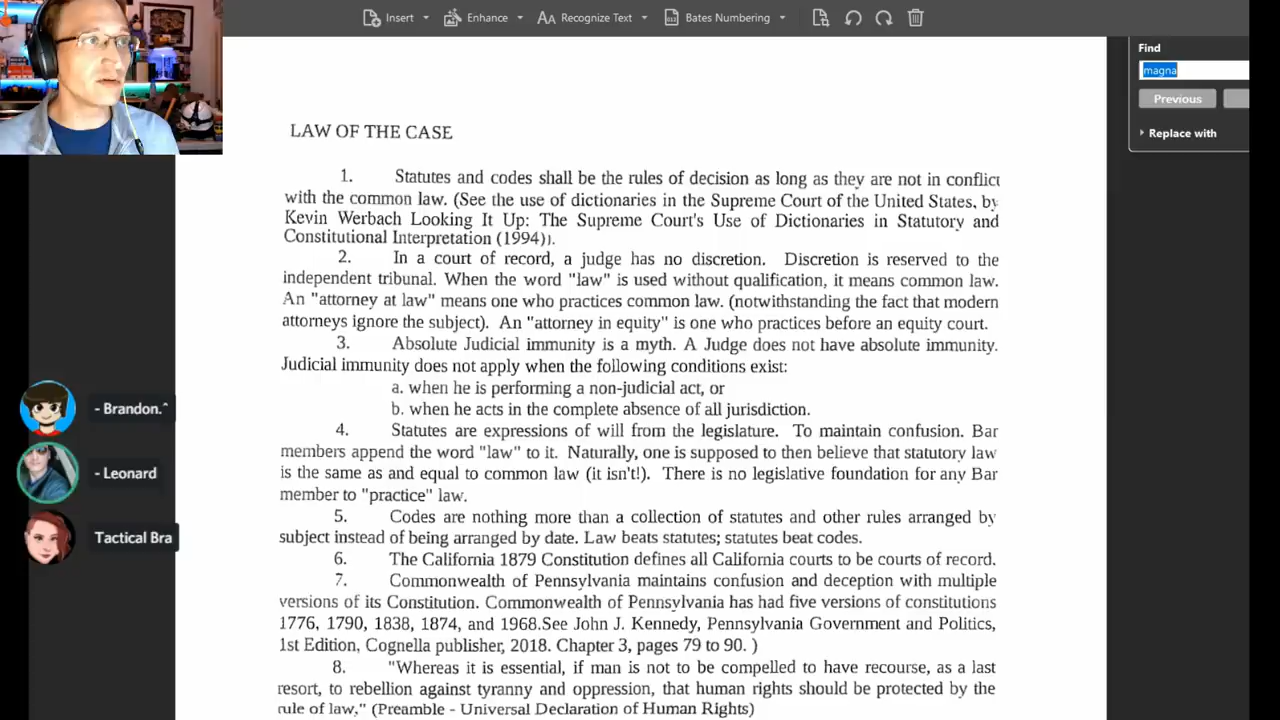 Insert
Enhance
Recognize Text
Bates Numbering
Find
magna
Previous
Replace with
LAW OF THE CASE
1. Statutes and codes shall be the rules of decision as long as they are not in conflict
with the common law. (See the use of dictionaries in the Supreme Court of the United States, by
Kevin Werbach Looking It Up: The Supreme Court's Use of Dictionaries in Statutory and
Constitutional Interpretation (1994)).
2. In a court of record, a judge has no discretion. Discretion is reserved to the
independent tribunal. When the word "law" is used without qualification, it means common law.
An "attorney at law" means one who practices common law. (notwithstanding the fact that modern
attorneys ignore the subject). An "attorney in equity" is one who practices before an equity court.
3. Absolute Judicial immunity is a myth. A Judge does not have absolute immunity.
Judicial immunity does not apply when the following conditions exist:
a. when he is performing a non-judicial act, or
b. when he acts in the complete absence of all jurisdiction.
4. Statutes are expressions of will from the legislature. To maintain confusion. Bar
members append the word "law" to it. Naturally, one is supposed to then believe that statutory law
is the same as and equal to common law (it isn't!). There is no legislative foundation for any Bar
member to "practice" law.
5. Codes are nothing more than a collection of statutes and other rules arranged by
subject instead of being arranged by date. Law beats statutes; statutes beat codes.
6. The California 1879 Constitution defines all California courts to be courts of record.
7. Commonwealth of Pennsylvania maintains confusion and deception with multiple
versions of its Constitution. Commonwealth of Pennsylvania has had five versions of constitutions
1776, 1790, 1838, 1874, and 1968.See John J. Kennedy, Pennsylvania Government and Politics,
1st Edition, Cognella publisher, 2018. Chapter 3, pages 79 to 90. )
8. "Whereas it is essential, if man is not to be compelled to have recourse, as a last
resort, to rebellion against tyranny and oppression, that human rights should be protected by the
rule of law," (Preamble - Universal Declaration of Human Rights)
- Brandon.^
- Leonard
Tactical Bra